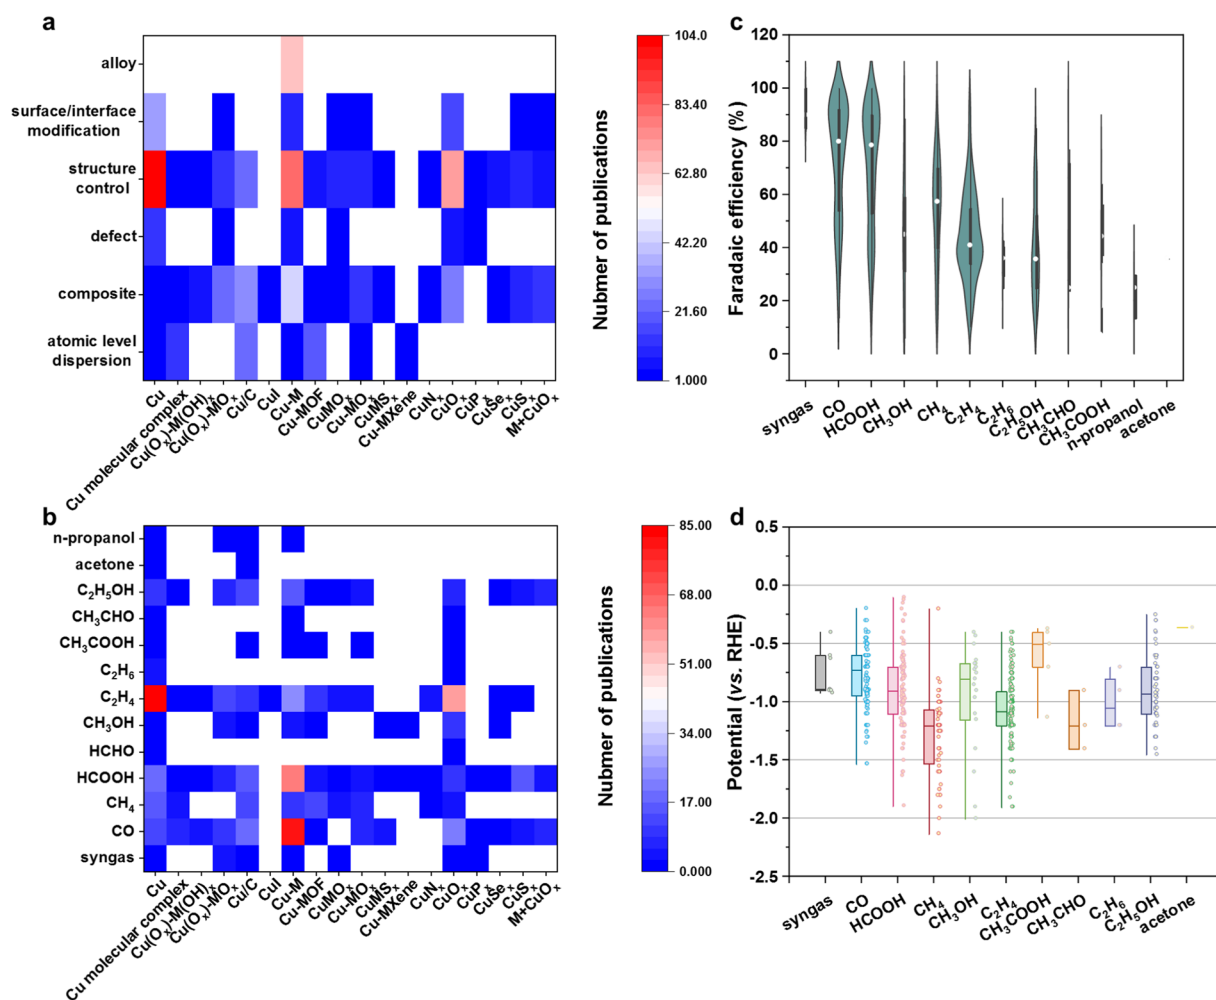 a
alloy
surface/interface
modification
structure
control
defect
composite
atomic level
dispersion
Cu
Cu molecular complex
Cu(Oₓ)-M(OH)ₓ
Cu(Oₓ)-MOₓ
Cu/C
CuI
Cu-M
Cu-MOF
CuMOₓ
Cu-MOₓ
CuMSₓ
Cu-MXene
CuNₓ
CuOₓ
CuPₓ
CuSeₓ
CuSₓ
M+CuOₓ
104.0
83.40
62.80
42.20
21.60
1.000
Nubmer of publications
c
Faradaic efficiency (%)
120
100
80
60
40
20
0
syngas
CO
HCOOH
CH₃OH
CH₄
C₂H₄
C₂H₆
C₂H₅OH
CH₃CHO
CH₃COOH
n-propanol
acetone
b
n-propanol
acetone
C₂H₅OH
CH₃CHO
CH₃COOH
C₂H₆
C₂H₄
CH₃OH
HCHO
HCOOH
CH₄
CO
syngas
Cu
Cu molecular complex
Cu(Oₓ)-M(OH)ₓ
Cu(Oₓ)-MOₓ
Cu/C
CuI
Cu-M
Cu-MOF
CuMOₓ
Cu-MOₓ
CuMSₓ
Cu-MXene
CuNₓ
CuOₓ
CuPₓ
CuSeₓ
CuSₓ
M+CuOₓ
85.00
68.00
51.00
34.00
17.00
0.000
Nubmer of publications
d
Potential (vs. RHE)
0.5
0.0
-0.5
-1.0
-1.5
-2.0
-2.5
syngas
CO
HCOOH
CH₄
CH₃OH
C₂H₄
CH₃COOH
CH₃CHO
C₂H₆
C₂H₅OH
acetone